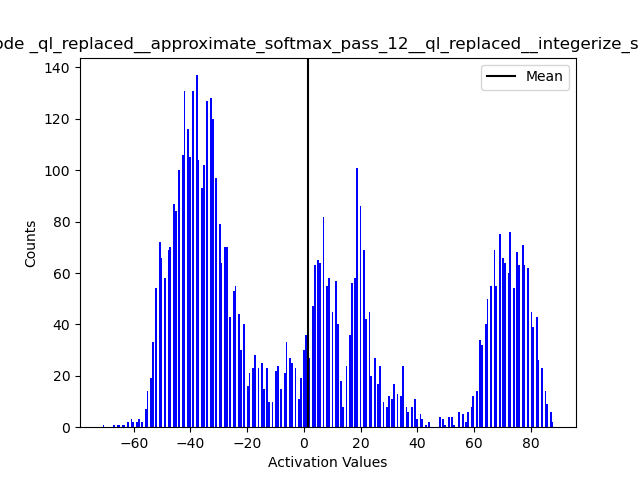 ode _ql_replaced__approximate_softmax_pass_12__ql_replaced__integerize_s
Mean
140
120
100
80
60
40
20
0
Counts
−60 −40 −20 0 20 40 60 80
Activation Values